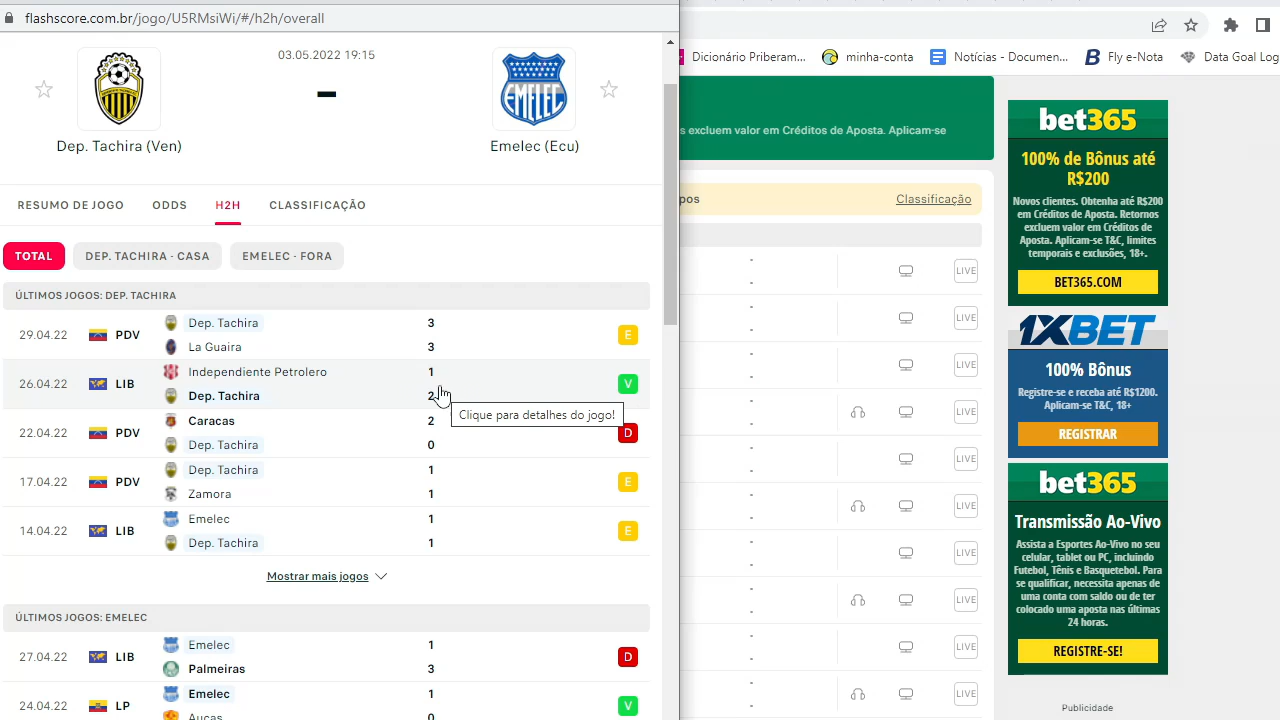 flashscore.com.br/jogo/U5RMsiWi/#/h2h/overall
03.05.2022 19:15
-
EMELEC
Dep. Tachira (Ven)
Emelec (Ecu)
RESUMO DE JOGO ODDS H2H CLASSIFICAÇÃO
TOTAL DEP. TACHIRA - CASA EMELEC - FORA
ÚLTIMOS JOGOS: DEP. TACHIRA
29.04.22 PDV Dep. Tachira 3 E
La Guaira 3
26.04.22 LIB Independiente Petrolero 1 V
Dep. Tachira 2
Clique para detalhes do jogo!
22.04.22 PDV Caracas 2 D
Dep. Tachira 0
17.04.22 PDV Dep. Tachira 1 E
Zamora 1
14.04.22 LIB Emelec 1 E
Dep. Tachira 1
Mostrar mais jogos
ÚLTIMOS JOGOS: EMELEC
27.04.22 LIB Emelec 1 D
Palmeiras 3
24.04.22 LP Emelec 1 V
Aucas 0
Dicionário Priberam... minha-conta Notícias - Documen... Fly e-Nota Data Goal Log
s excluem valor em Créditos de Aposta. Aplicam-se
pos Classificação
- - LIVE
- - LIVE
- - LIVE
- - LIVE
- - LIVE
- - LIVE
- - LIVE
- - LIVE
- - LIVE
- - LIVE
bet365
100% de Bônus até
R$200
Novos clientes. Obtenha até R$200
em Créditos de Aposta. Retornos
excluem valor em Créditos de
Aposta. Aplicam-se T&C, limites
temporais e exclusões, 18+.
BET365.COM
1XBET
100% Bônus
Registre-se e receba até R$1200.
Aplicam-se T&C, 18+
REGISTRAR
bet365
Transmissão Ao-Vivo
Assista a Esportes Ao-Vivo no seu
celular, tablet ou PC, incluindo
Futebol, Tênis e Basquetebol. Para
se qualificar, necessita apenas de
uma conta com saldo ou de ter
colocado uma aposta nas últimas
24 horas.
REGISTRE-SE!
Publicidade